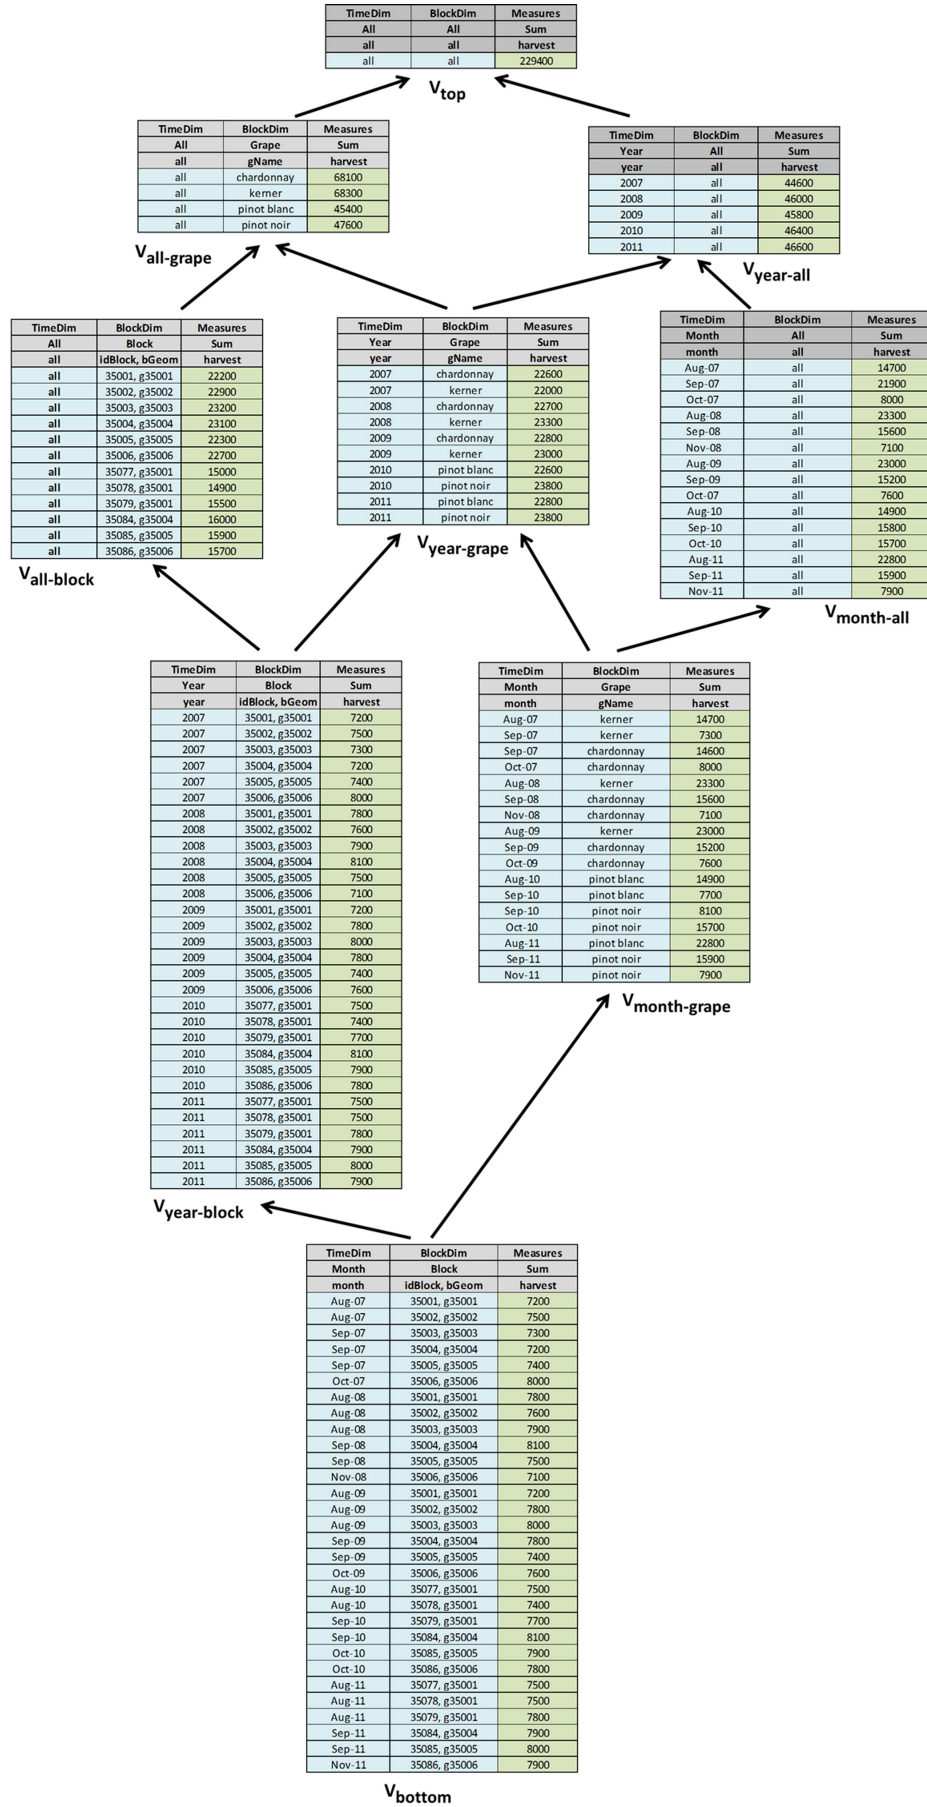 TimeDim BlockDim Measures
All All Sum
all all harvest
all all 229400
Vtop
TimeDim BlockDim Measures
All Grape Sum
all gName harvest
all chardonnay 68100
all kerner 68300
all pinot blanc 45400
all pinot noir 47600
Vall-grape
TimeDim BlockDim Measures
Year All Sum
year all harvest
2007 all 44600
2008 all 46000
2009 all 45800
2010 all 46400
2011 all 46600
Vyear-all
TimeDim BlockDim Measures
All Block Sum
all idBlock, bGeom harvest
all 35001, g35001 22200
all 35002, g35002 22900
all 35003, g35003 23200
all 35004, g35004 23100
all 35005, g35005 22300
all 35006, g35006 22700
all 35077, g35001 15000
all 35078, g35001 14900
all 35079, g35001 15500
all 35084, g35004 16000
all 35085, g35005 15900
all 35086, g35006 15700
Vall-block
TimeDim BlockDim Measures
Year Grape Sum
year gName harvest
2007 chardonnay 22600
2007 kerner 22000
2008 chardonnay 22700
2008 kerner 23300
2009 chardonnay 22800
2009 kerner 23000
2010 pinot blanc 22600
2010 pinot noir 23800
2011 pinot blanc 22800
2011 pinot noir 23800
Vyear-grape
TimeDim BlockDim Measures
Month All Sum
month all harvest
Aug-07 all 14700
Sep-07 all 21900
Oct-07 all 8000
Aug-08 all 23300
Sep-08 all 15600
Nov-08 all 7100
Aug-09 all 23000
Sep-09 all 15200
Oct-07 all 7600
Aug-10 all 14900
Sep-10 all 15800
Oct-10 all 15700
Aug-11 all 22800
Sep-11 all 15900
Nov-11 all 7900
Vmonth-all
TimeDim BlockDim Measures
Year Block Sum
year idBlock, bGeom harvest
2007 35001, g35001 7200
2007 35002, g35002 7500
2007 35003, g35003 7300
2007 35004, g35004 7200
2007 35005, g35005 7400
2007 35006, g35006 8000
2008 35001, g35001 7800
2008 35002, g35002 7600
2008 35003, g35003 7900
2008 35004, g35004 8100
2008 35005, g35005 7500
2008 35006, g35006 7100
2009 35001, g35001 7200
2009 35002, g35002 7800
2009 35003, g35003 8000
2009 35004, g35004 7800
2009 35005, g35005 7400
2009 35006, g35006 7600
2010 35077, g35001 7500
2010 35078, g35001 7400
2010 35079, g35001 7700
2010 35084, g35004 8100
2010 35085, g35005 7900
2010 35086, g35006 7800
2011 35077, g35001 7500
2011 35078, g35001 7500
2011 35079, g35001 7800
2011 35084, g35004 7900
2011 35085, g35005 8000
2011 35086, g35006 7900
Vyear-block
TimeDim BlockDim Measures
Month Grape Sum
month gName harvest
Aug-07 kerner 14700
Sep-07 kerner 7300
Sep-07 chardonnay 14600
Oct-07 chardonnay 8000
Aug-08 kerner 23300
Sep-08 chardonnay 15600
Nov-08 chardonnay 7100
Aug-09 kerner 23000
Sep-09 chardonnay 15200
Oct-09 chardonnay 7600
Aug-10 pinot blanc 14900
Sep-10 pinot blanc 7700
Sep-10 pinot noir 8100
Oct-10 pinot noir 15700
Aug-11 pinot blanc 22800
Sep-11 pinot noir 15900
Nov-11 pinot noir 7900
Vmonth-grape
TimeDim BlockDim Measures
Month Block Sum
month idBlock, bGeom harvest
Aug-07 35001, g35001 7200
Aug-07 35002, g35002 7500
Sep-07 35003, g35003 7300
Sep-07 35004, g35004 7200
Sep-07 35005, g35005 7400
Oct-07 35006, g35006 8000
Aug-08 35001, g35001 7800
Aug-08 35002, g35002 7600
Aug-08 35003, g35003 7900
Sep-08 35004, g35004 8100
Sep-08 35005, g35005 7500
Nov-08 35006, g35006 7100
Aug-09 35001, g35001 7200
Aug-09 35002, g35002 7800
Aug-09 35003, g35003 8000
Sep-09 35004, g35004 7800
Sep-09 35005, g35005 7400
Oct-09 35006, g35006 7600
Aug-10 35077, g35001 7500
Aug-10 35078, g35001 7400
Sep-10 35079, g35001 7700
Sep-10 35084, g35004 8100
Oct-10 35085, g35005 7900
Oct-10 35086, g35006 7800
Aug-11 35077, g35001 7500
Aug-11 35078, g35001 7500
Aug-11 35079, g35001 7800
Sep-11 35084, g35004 7900
Sep-11 35085, g35005 8000
Nov-11 35086, g35006 7900
Vbottom